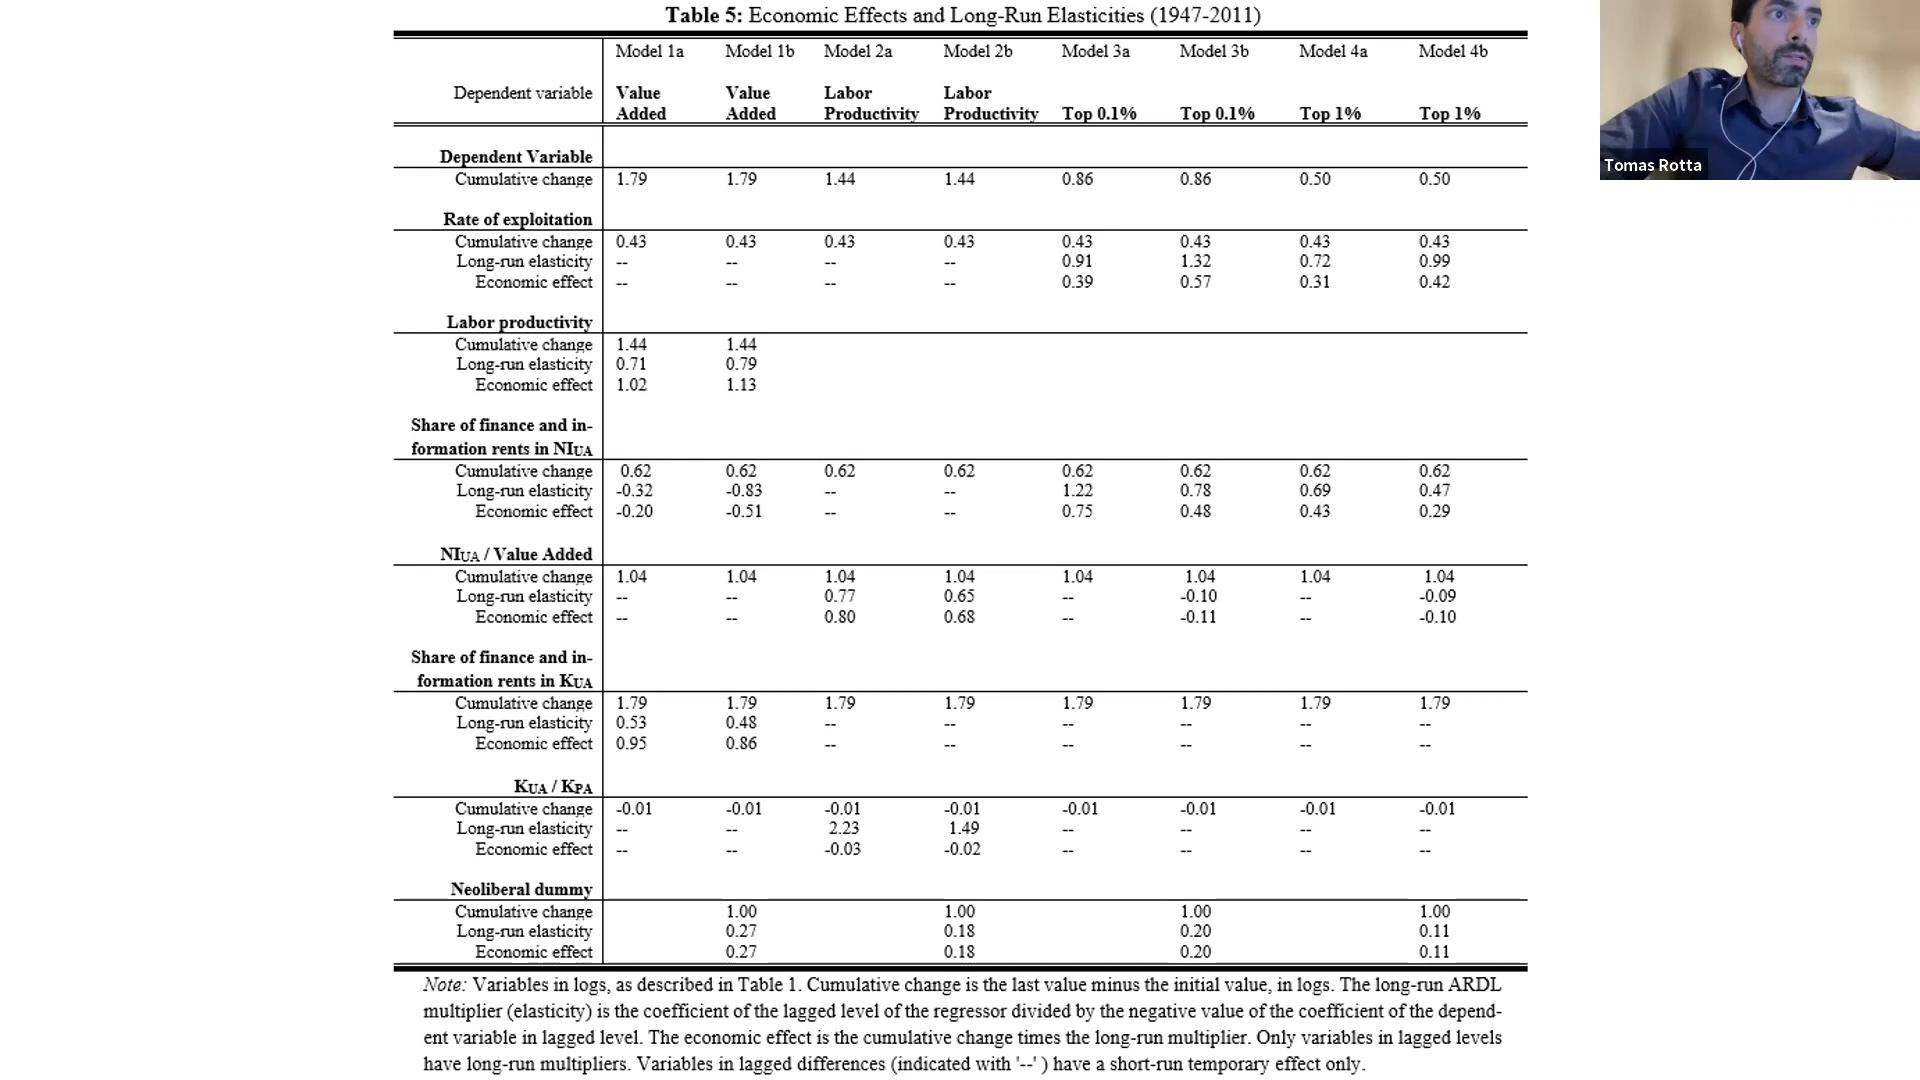 Table 5: Economic Effects and Long-Run Elasticities (1947-2011)
Model 1a Model 1b Model 2a Model 2b Model 3a Model 3b Model 4a Model 4b
Dependent variable Value Value Labor Labor
Added Added Productivity Productivity Top 0.1% Top 0.1% Top 1% Top 1%
Dependent Variable
Cumulative change 1.79 1.79 1.44 1.44 0.86 0.86 0.50 0.50
Rate of exploitation
Cumulative change 0.43 0.43 0.43 0.43 0.43 0.43 0.43 0.43
Long-run elasticity -- -- -- -- 0.91 1.32 0.72 0.99
Economic effect -- -- -- -- 0.39 0.57 0.31 0.42
Labor productivity
Cumulative change 1.44 1.44
Long-run elasticity 0.71 0.79
Economic effect 1.02 1.13
Share of finance and in-
formation rents in NIUA
Cumulative change 0.62 0.62 0.62 0.62 0.62 0.62 0.62 0.62
Long-run elasticity -0.32 -0.83 -- -- 1.22 0.78 0.69 0.47
Economic effect -0.20 -0.51 -- -- 0.75 0.48 0.43 0.29
NIUA / Value Added
Cumulative change 1.04 1.04 1.04 1.04 1.04 1.04 1.04 1.04
Long-run elasticity -- -- 0.77 0.65 -- -0.10 -- -0.09
Economic effect -- -- 0.80 0.68 -- -0.11 -- -0.10
Share of finance and in-
formation rents in KUA
Cumulative change 1.79 1.79 1.79 1.79 1.79 1.79 1.79 1.79
Long-run elasticity 0.53 0.48 -- -- -- -- -- --
Economic effect 0.95 0.86 -- -- -- -- -- --
KUA / KPA
Cumulative change -0.01 -0.01 -0.01 -0.01 -0.01 -0.01 -0.01 -0.01
Long-run elasticity -- -- 2.23 1.49 -- -- -- --
Economic effect -- -- -0.03 -0.02 -- -- -- --
Neoliberal dummy
Cumulative change 1.00 1.00 1.00 1.00
Long-run elasticity 0.27 0.18 0.20 0.11
Economic effect 0.27 0.18 0.20 0.11
Note: Variables in logs, as described in Table 1. Cumulative change is the last value minus the initial value, in logs. The long-run ARDL
multiplier (elasticity) is the coefficient of the lagged level of the regressor divided by the negative value of the coefficient of the depend-
ent variable in lagged level. The economic effect is the cumulative change times the long-run multiplier. Only variables in lagged levels
have long-run multipliers. Variables in lagged differences (indicated with '--' ) have a short-run temporary effect only.
Tomas Rotta